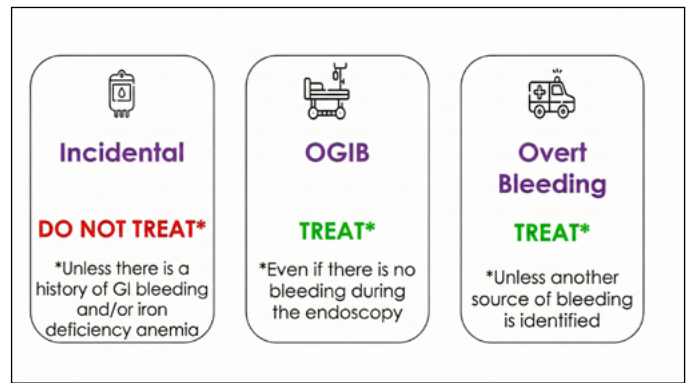 Incidental
DO NOT TREAT*
*Unless there is a
history of GI bleeding
and/or iron
deficiency anemia
OGIB
TREAT*
*Even if there is no
bleeding during
the endoscopy
Overt
Bleeding
TREAT*
*Unless another
source of bleeding
is identified